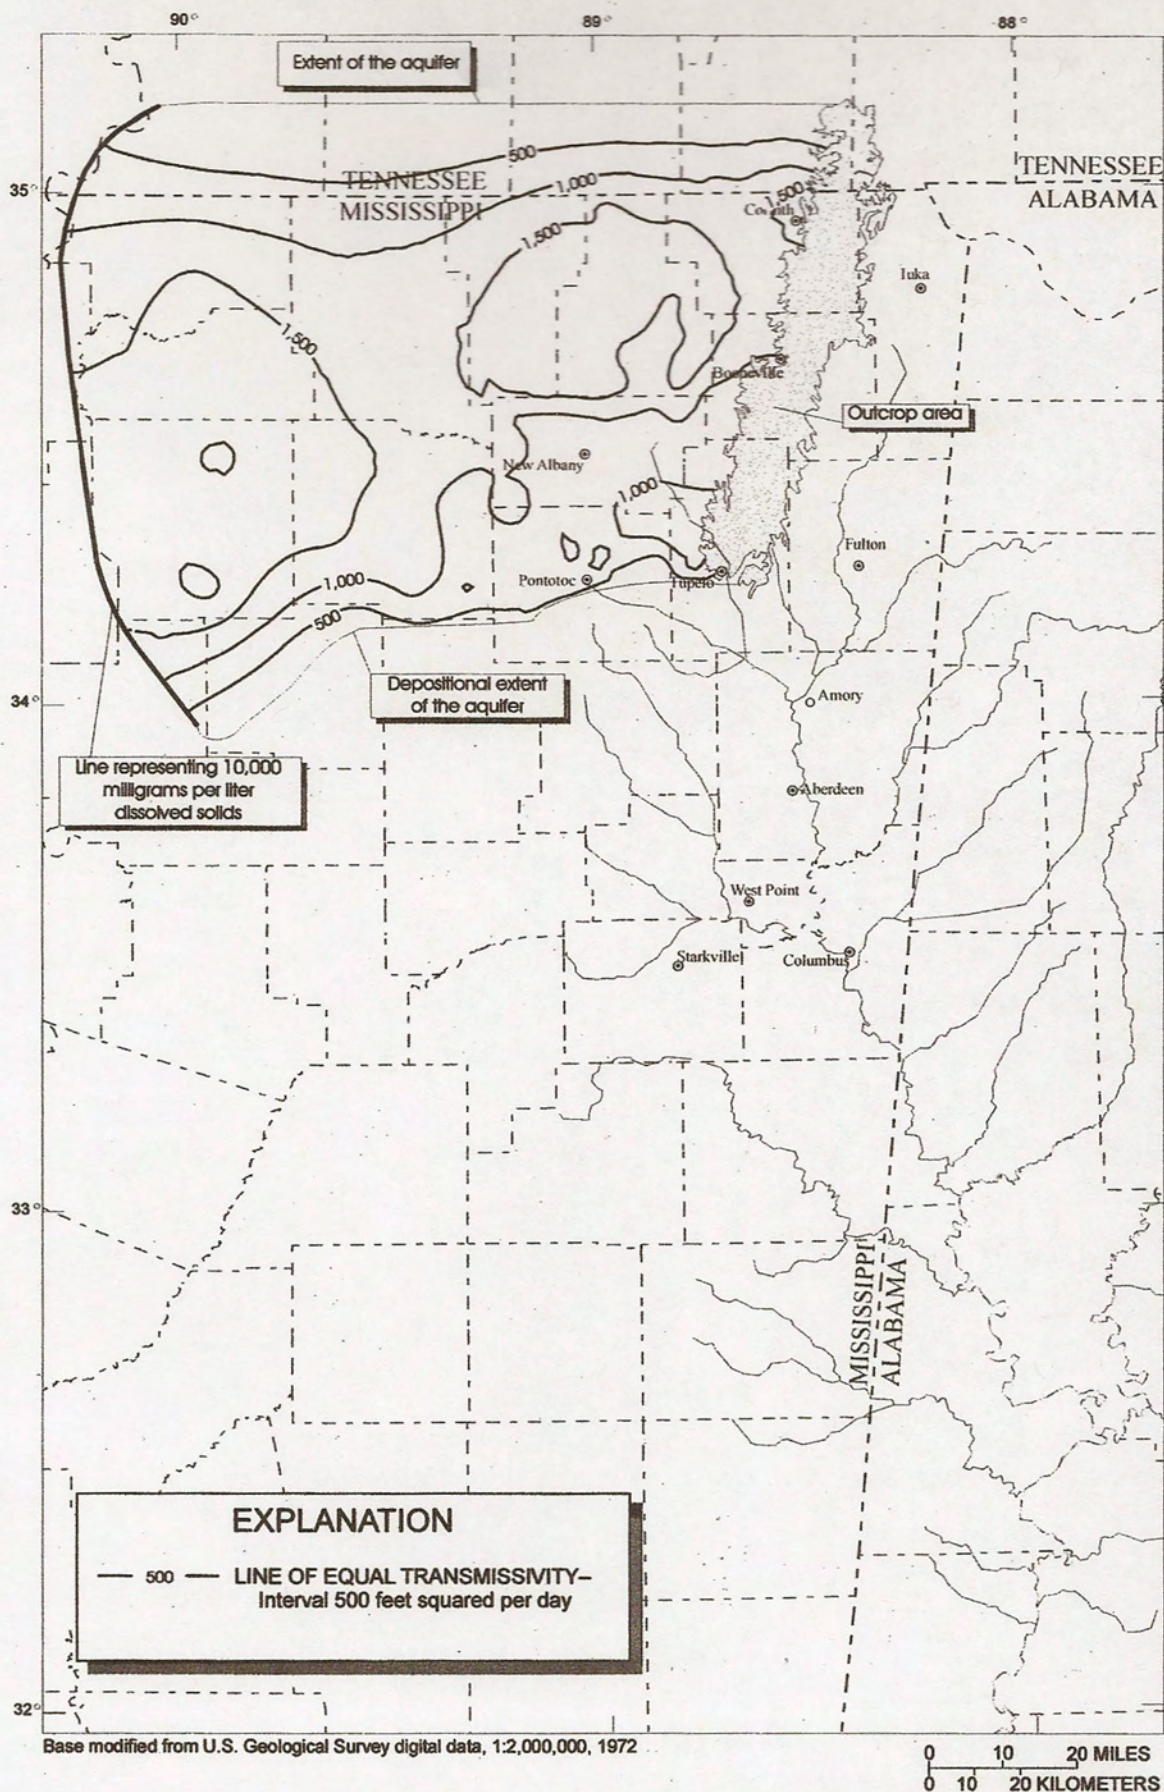 90°
89°
88°
Extent of the aquifer
500
35°
TENNESSEE
MISSISSIPPI
1,000
1,500
Corinth
TENNESSEE
ALABAMA
1,500
Iuka
1,500
Booneville
Outcrop area
New Albany
1,000
Fulton
1,000
Pontotoc
Tupelo
500
34°
Depositional extent
of the aquifer
Amory
Line representing 10,000
milligrams per liter
dissolved solids
Aberdeen
West Point
Starkville
Columbus
33°
MISSISSIPPI
ALABAMA
EXPLANATION
500 LINE OF EQUAL TRANSMISSIVITY–
Interval 500 feet squared per day
32°
Base modified from U.S. Geological Survey digital data, 1:2,000,000, 1972
0 10 20 MILES
0 10 20 KILOMETERS